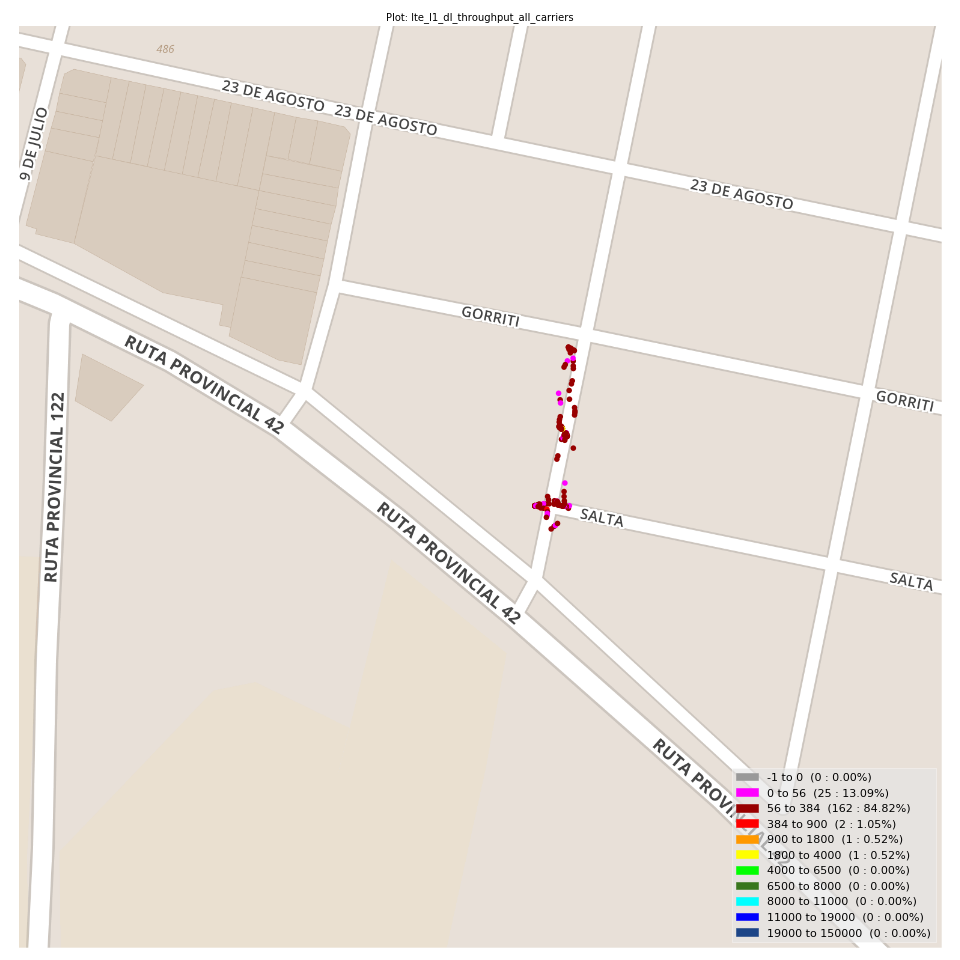 Plot: lte_l1_dl_throughput_all_carriers
486
23 DE AGOSTO
23 DE AGOSTO
9 DE JULIO
23 DE AGOSTO
GORRITI
RUTA PROVINCIAL 42
GORRITI
RUTA PROVINCIAL 122
RUTA PROVINCIAL 42
SALTA
SALTA
RUTA PROVINCIAL 42
-1 to 0 (0 : 0.00%)
0 to 56 (25 : 13.09%)
56 to 384 (162 : 84.82%)
384 to 900 (2 : 1.05%)
900 to 1800 (1 : 0.52%)
1800 to 4000 (1 : 0.52%)
4000 to 6500 (0 : 0.00%)
6500 to 8000 (0 : 0.00%)
8000 to 11000 (0 : 0.00%)
11000 to 19000 (0 : 0.00%)
19000 to 150000 (0 : 0.00%)